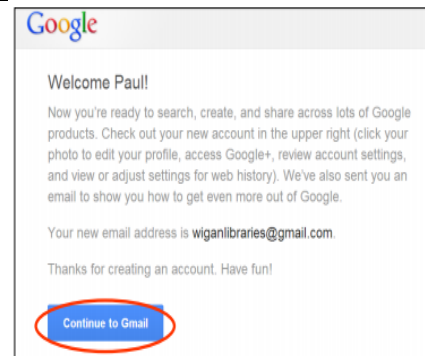 Google
Welcome Paul!
Now you're ready to search, create, and share across lots of Google
products. Check out your new account in the upper right (click your
photo to edit your profile, access Google+, review account settings,
and view or adjust settings for web history). We've also sent you an
email to show you how to get even more out of Google.
Your new email address is wiganlibraries@gmail.com.
Thanks for creating an account. Have fun!
Continue to Gmail